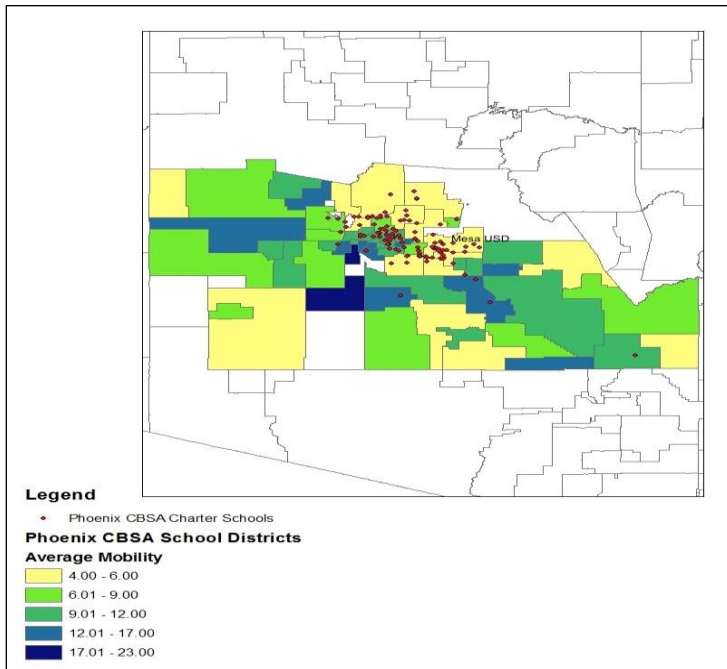 Mesa USD
Legend
Phoenix CBSA Charter Schools
Phoenix CBSA School Districts
Average Mobility
4.00 - 6.00
6.01 - 9.00
9.01 - 12.00
12.01 - 17.00
17.01 - 23.00